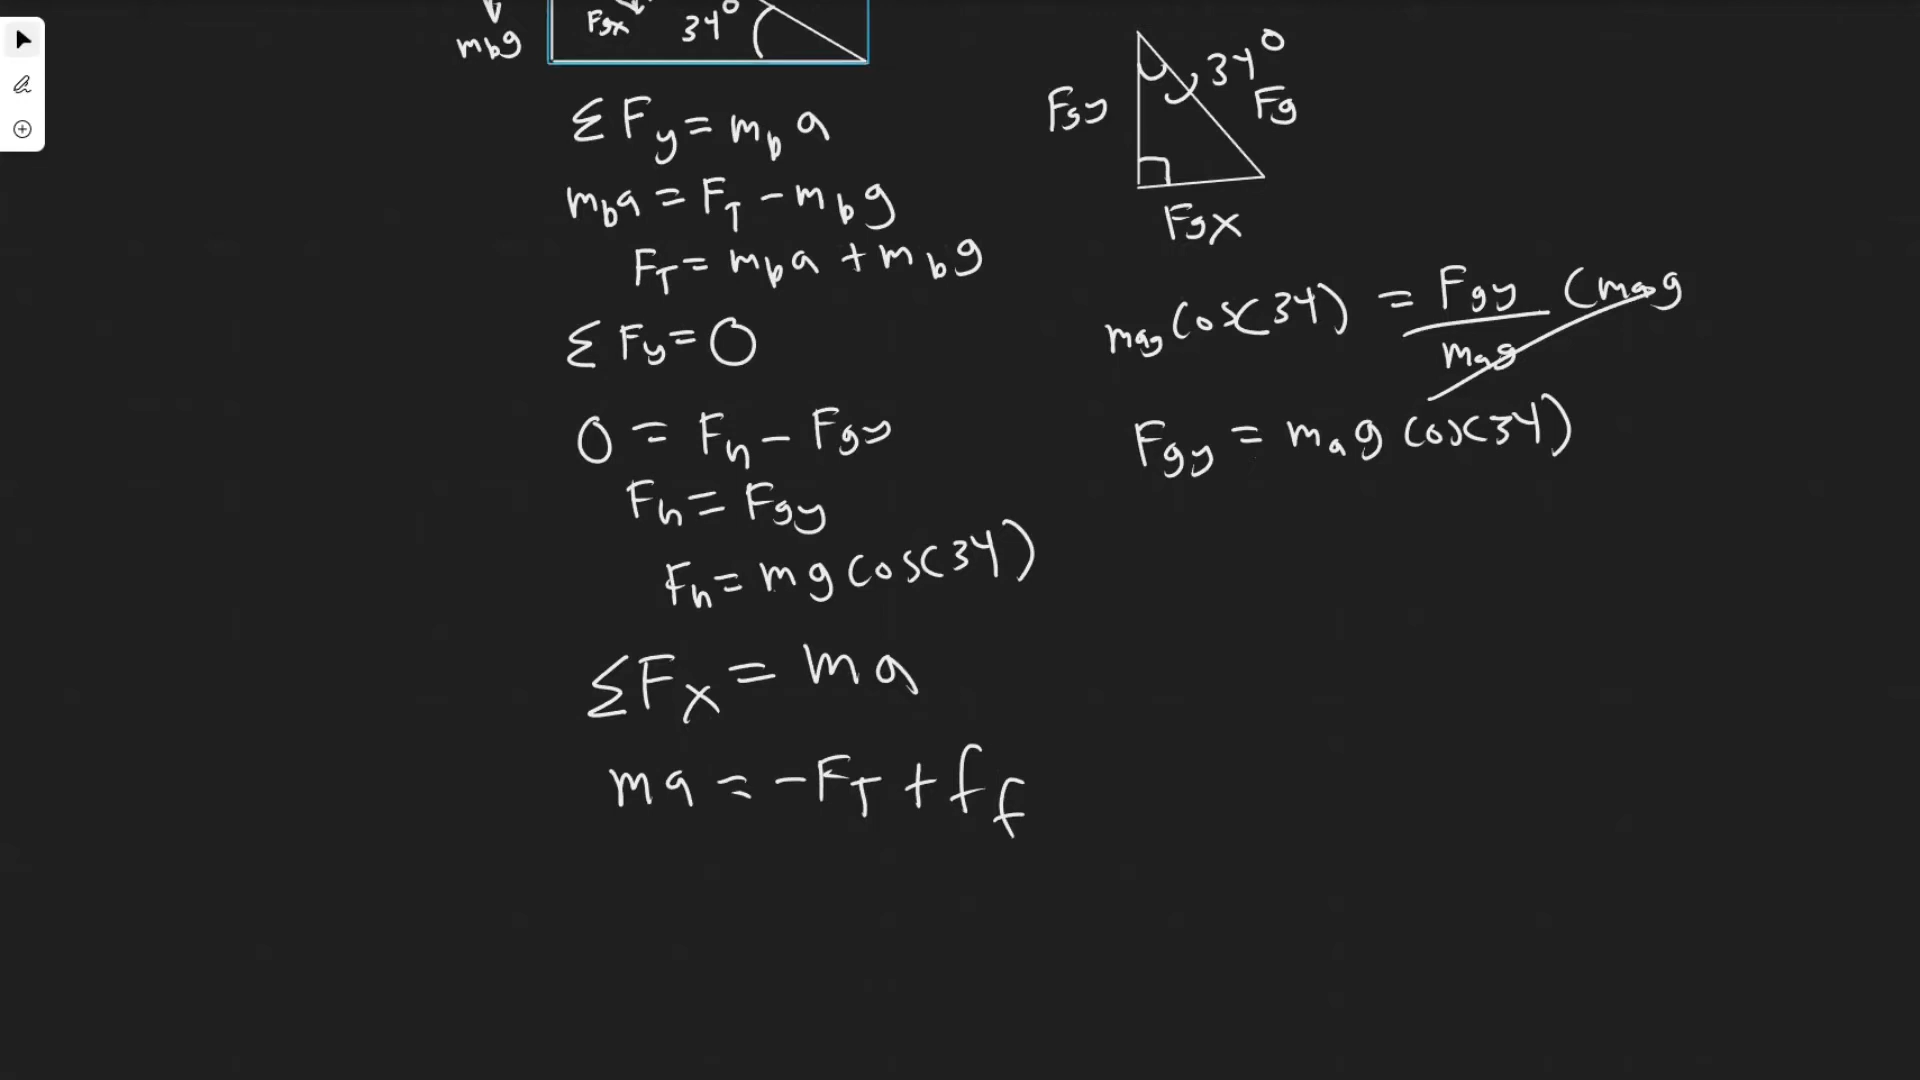 mbg
Fgx 34°
ΣFy = mb a
mba = FT - mbg
FT = mba + mbg
ΣFy = 0
0 = Fn - Fgy
Fn = Fgy
Fn = mg cos(34)
ΣFx = ma
ma = -FT + ff
34°
Fgy
Fg
Fgx
mag cos(34) = Fgy/mag (mag
Fgy = mag cos(34)